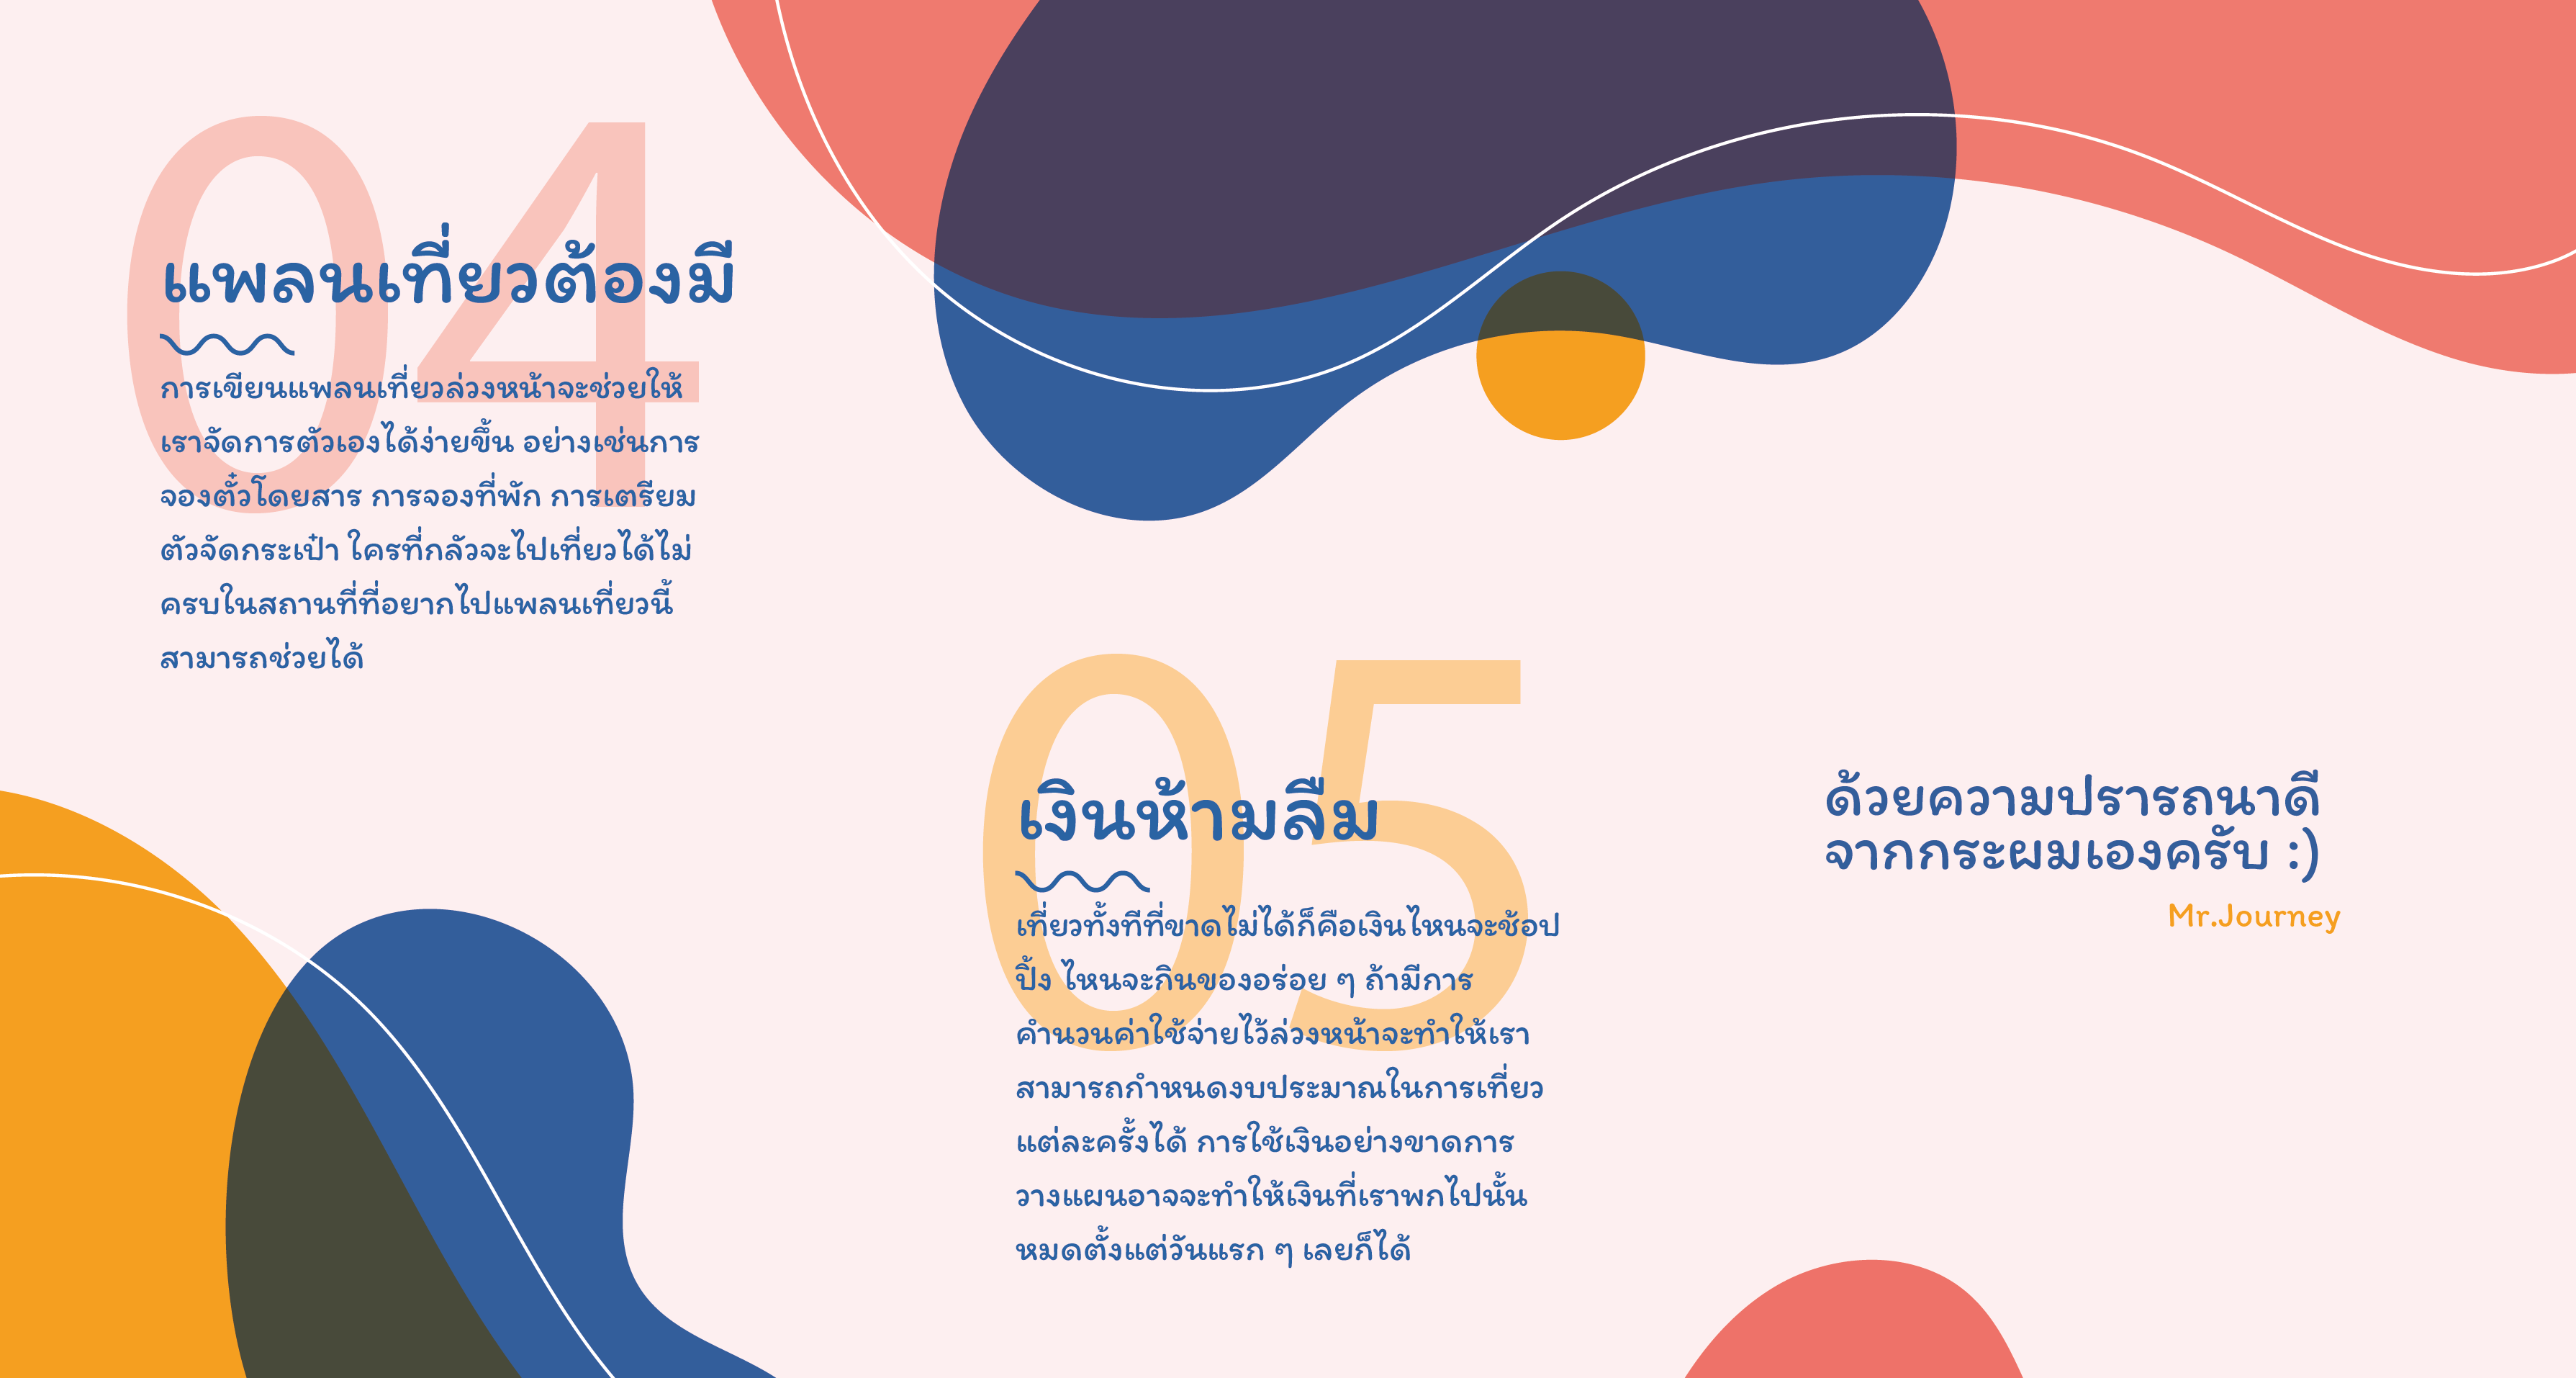 04
แพลนเที่ยวต้องมี
การเขียนแพลนเที่ยวล่วงหน้าจะช่วยให้
เราจัดการตัวเองได้ง่ายขึ้น อย่างเช่นการ
จองตั๋วโดยสาร การจองที่พัก การเตรียม
ตัวจัดกระเป๋า ใครที่กลัวจะไปเที่ยวได้ไม่
ครบในสถานที่ที่อยากไปแพลนเที่ยวนี้
สามารถช่วยได้
05
เงินห้ามลืม
เที่ยวทั้งทีที่ขาดไม่ได้ก็คือเงินไหนจะช้อป
ปิ้ง ไหนจะกินของอร่อย ๆ ถ้ามีการ
คำนวนค่าใช้จ่ายไว้ล่วงหน้าจะทำให้เรา
สามารถกำหนดงบประมาณในการเที่ยว
แต่ละครั้งได้ การใช้เงินอย่างขาดการ
วางแผนอาจจะทำให้เงินที่เราพกไปนั้น
หมดตั้งแต่วันแรก ๆ เลยก็ได้
ด้วยความปรารถนาดี
จากกระผมเองครับ :)
Mr.Journey